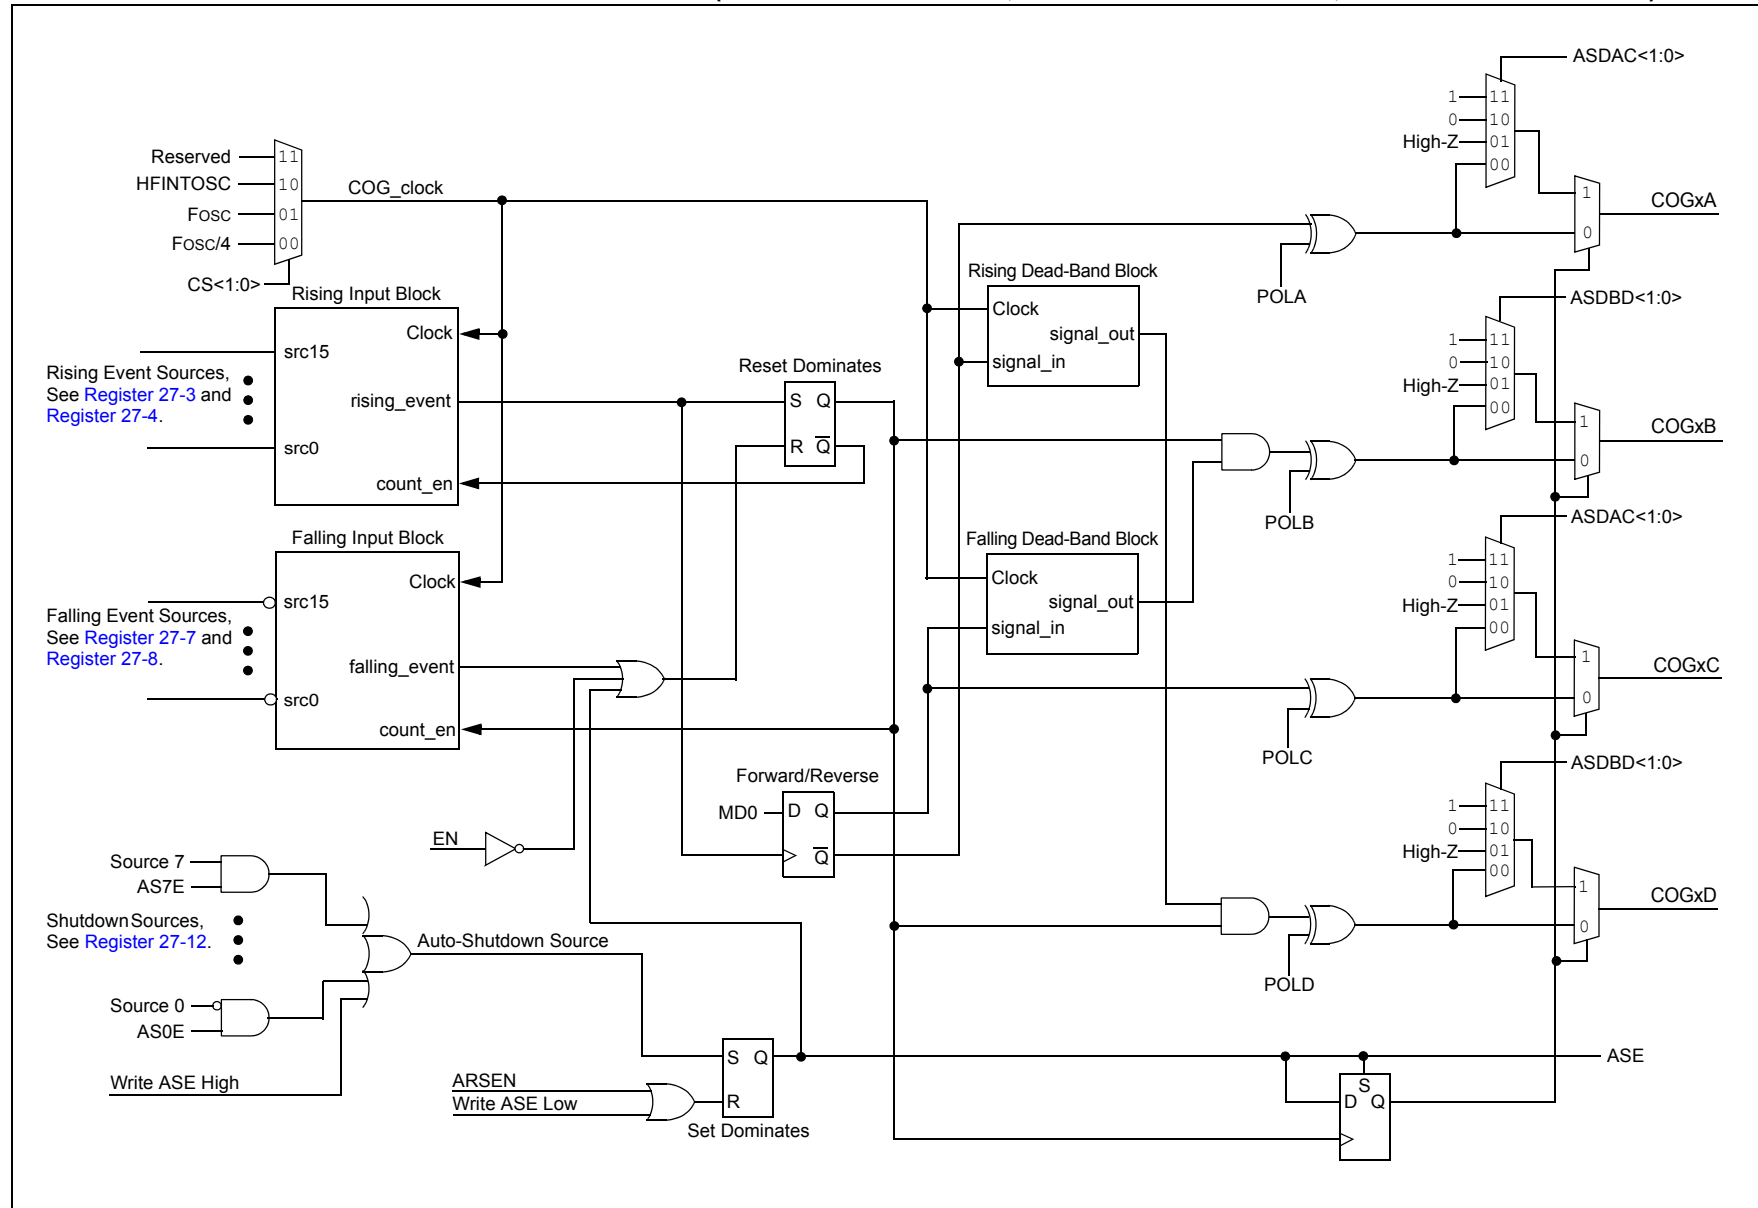 ASDAC<1:0>
1
11
0
10
High-Z
01
00
1
0
COGxA
POLA
Reserved
11
HFINTOSC
10
FOSC
01
FOSC/4
00
CS<1:0>
COG_clock
Rising Input Block
Clock
src15
Rising Event Sources,
See Register 27-3 and
Register 27-4.
rising_event
src0
count_en
Reset Dominates
S Q
R Q
Rising Dead-Band Block
Clock
signal_out
signal_in
ASDBD<1:0>
1
11
0
10
High-Z
01
00
1
0
COGxB
POLB
Falling Input Block
Clock
src15
Falling Event Sources,
See Register 27-7 and
Register 27-8.
falling_event
src0
count_en
Falling Dead-Band Block
Clock
signal_out
signal_in
ASDAC<1:0>
1
11
0
10
High-Z
01
00
1
0
COGxC
POLC
Forward/Reverse
MD0
D Q
Q
EN
ASDBD<1:0>
1
11
0
10
High-Z
01
00
1
0
COGxD
POLD
Source 7
AS7E
Shutdown Sources,
See Register 27-12.
Auto-Shutdown Source
Source 0
AS0E
Write ASE High
ARSEN
Write ASE Low
S Q
R
Set Dominates
ASE
S
D Q